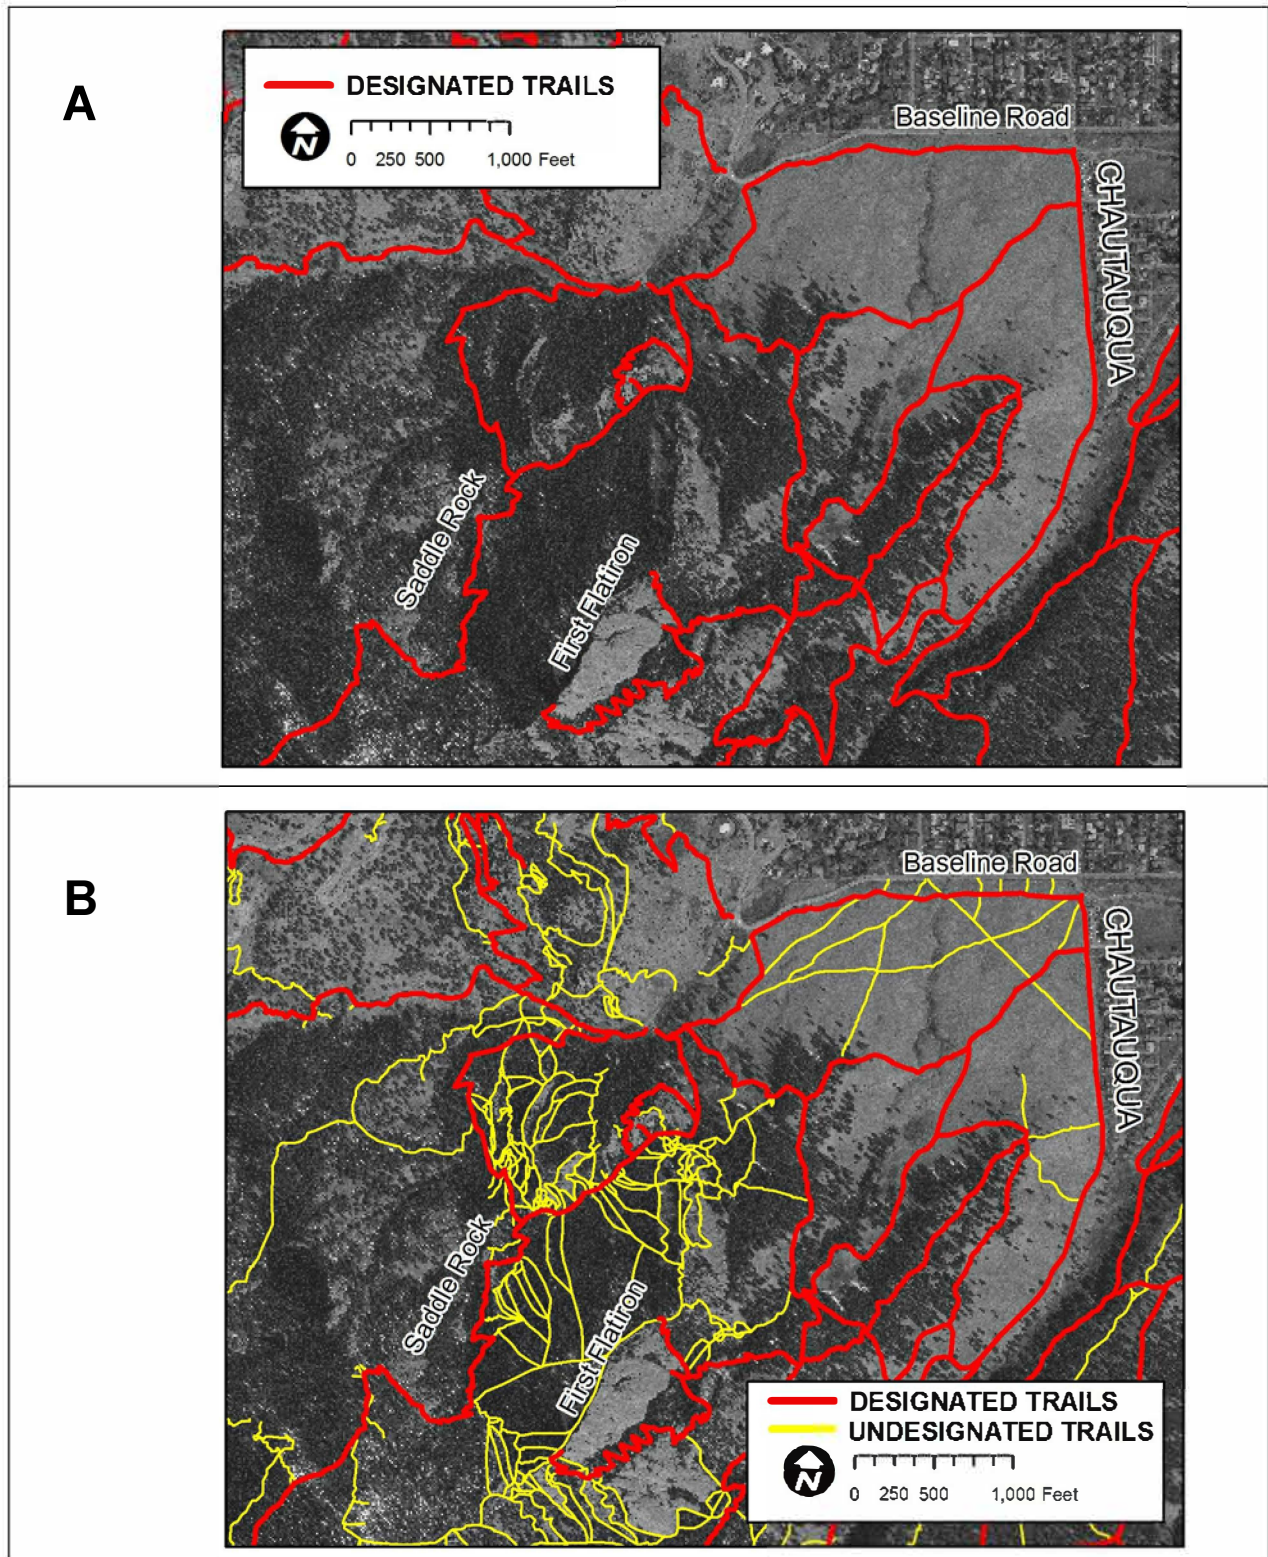 A
DESIGNATED TRAILS
N
0 250 500 1,000 Feet
Baseline Road
CHAUTAUQUA
Saddle Rock
First Flatiron
B
Baseline Road
CHAUTAUQUA
Saddle Rock
First Flatiron
DESIGNATED TRAILS
UNDESIGNATED TRAILS
N
0 250 500 1,000 Feet